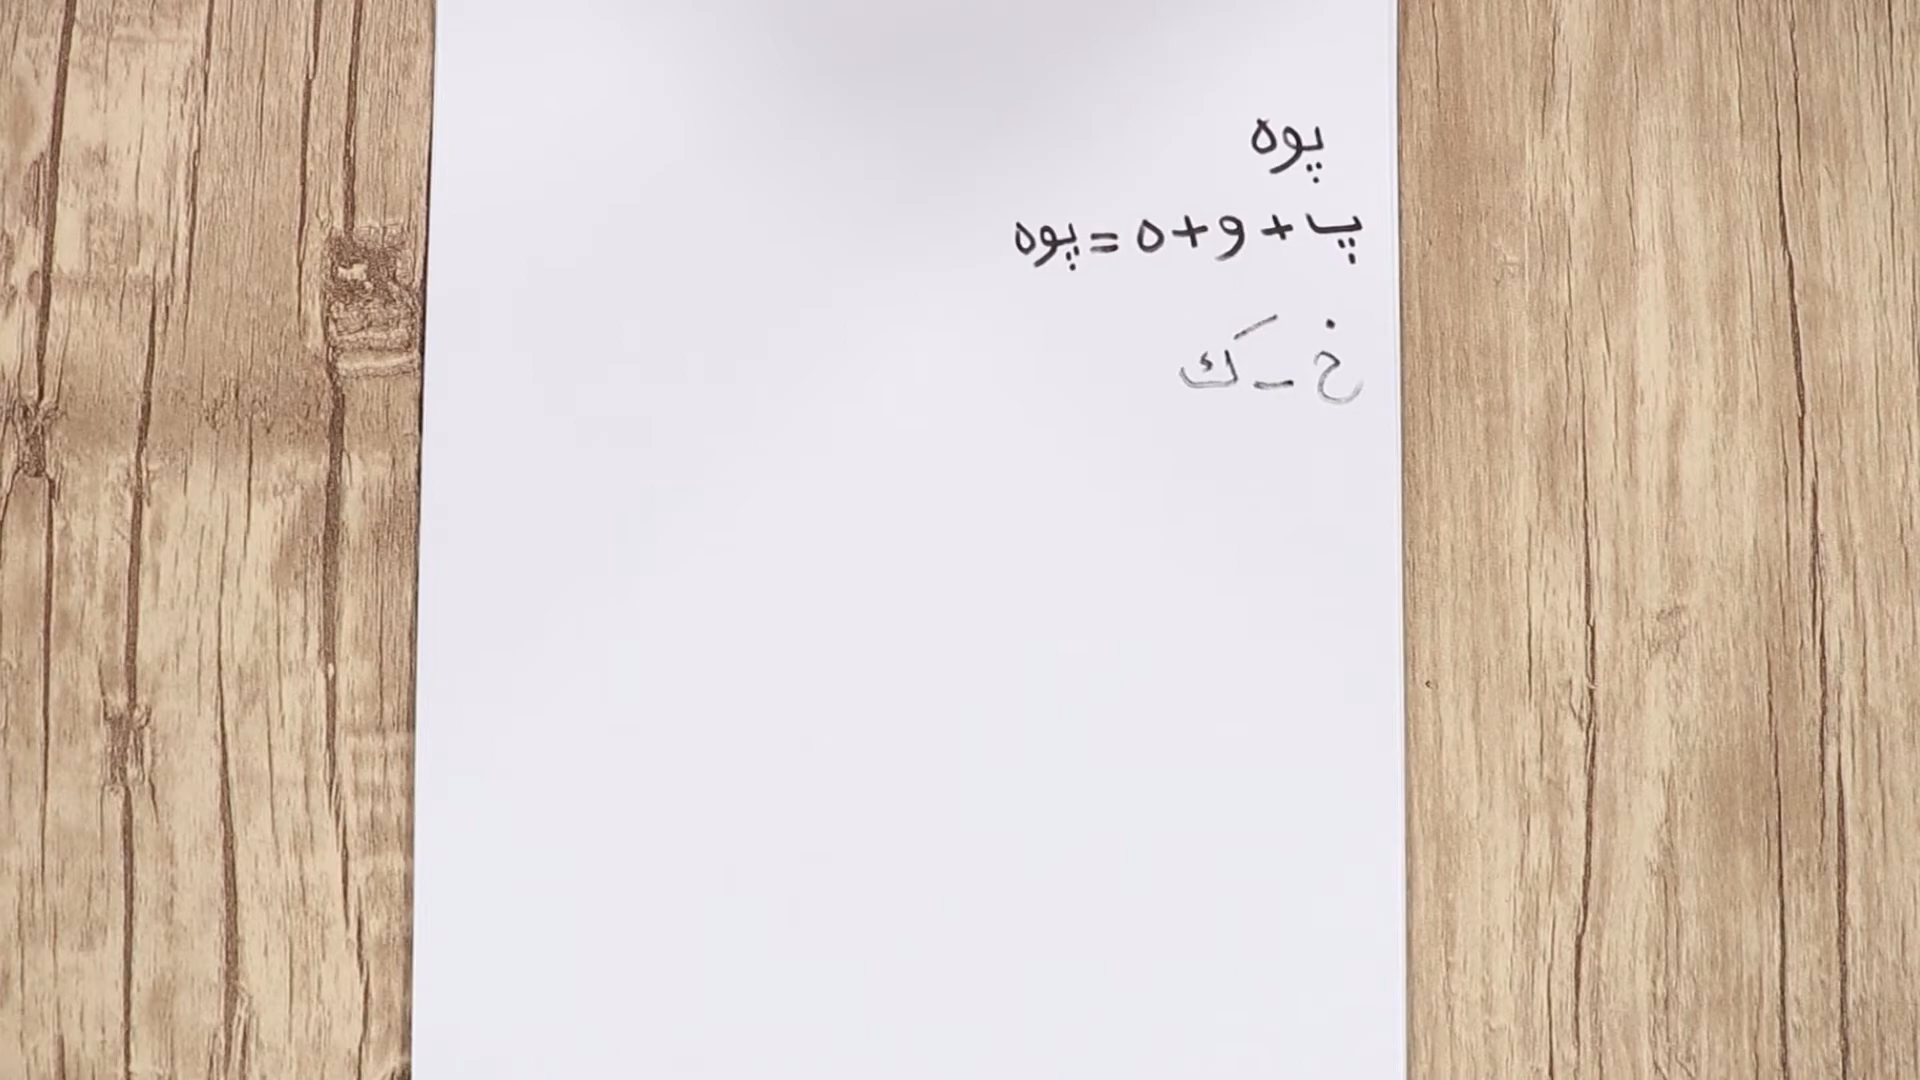 پوه
پ + و + ه = پوه
خ - ك